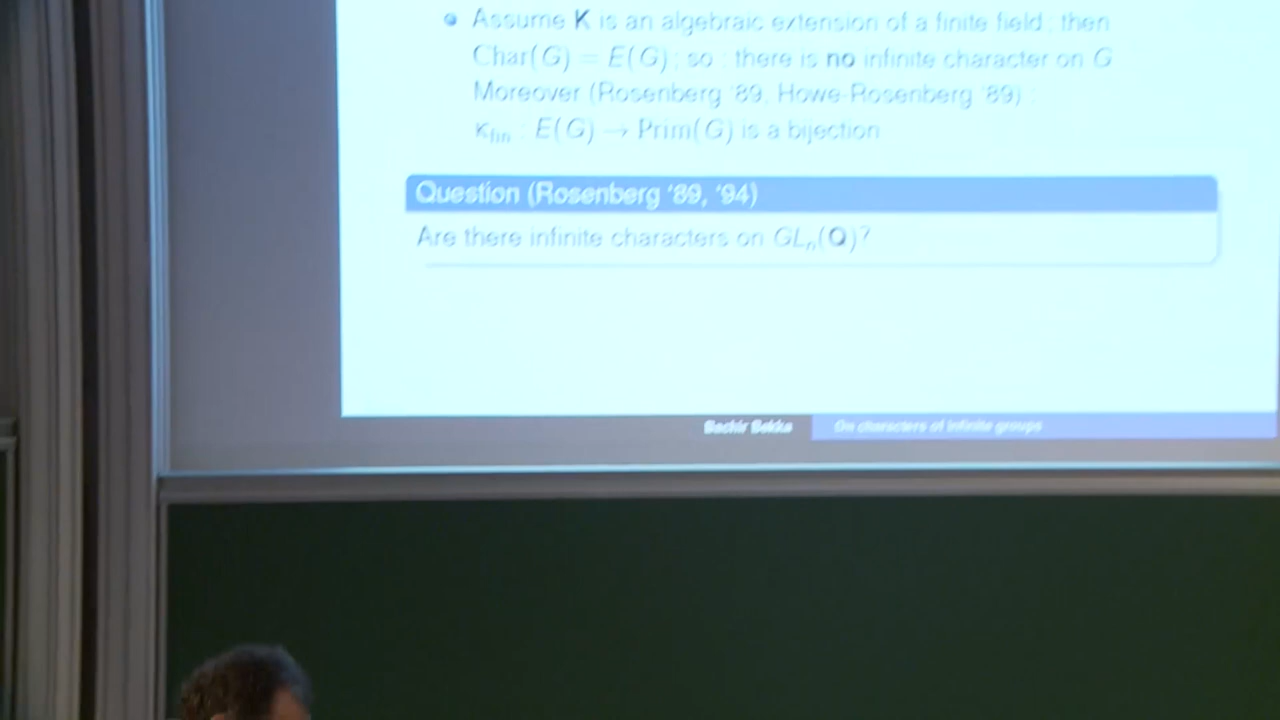 • Assume K is an algebraic extension of a finite field ; then
Char(G) = E(G) ; so : there is no infinite character on G
Moreover (Rosenberg '89, Howe-Rosenberg '89) :
κ_fin : E(G) → Prim(G) is a bijection
Question (Rosenberg '89, '94)
Are there infinite characters on GL_n(Q)?
Bachir Bekka
On characters of infinite groups